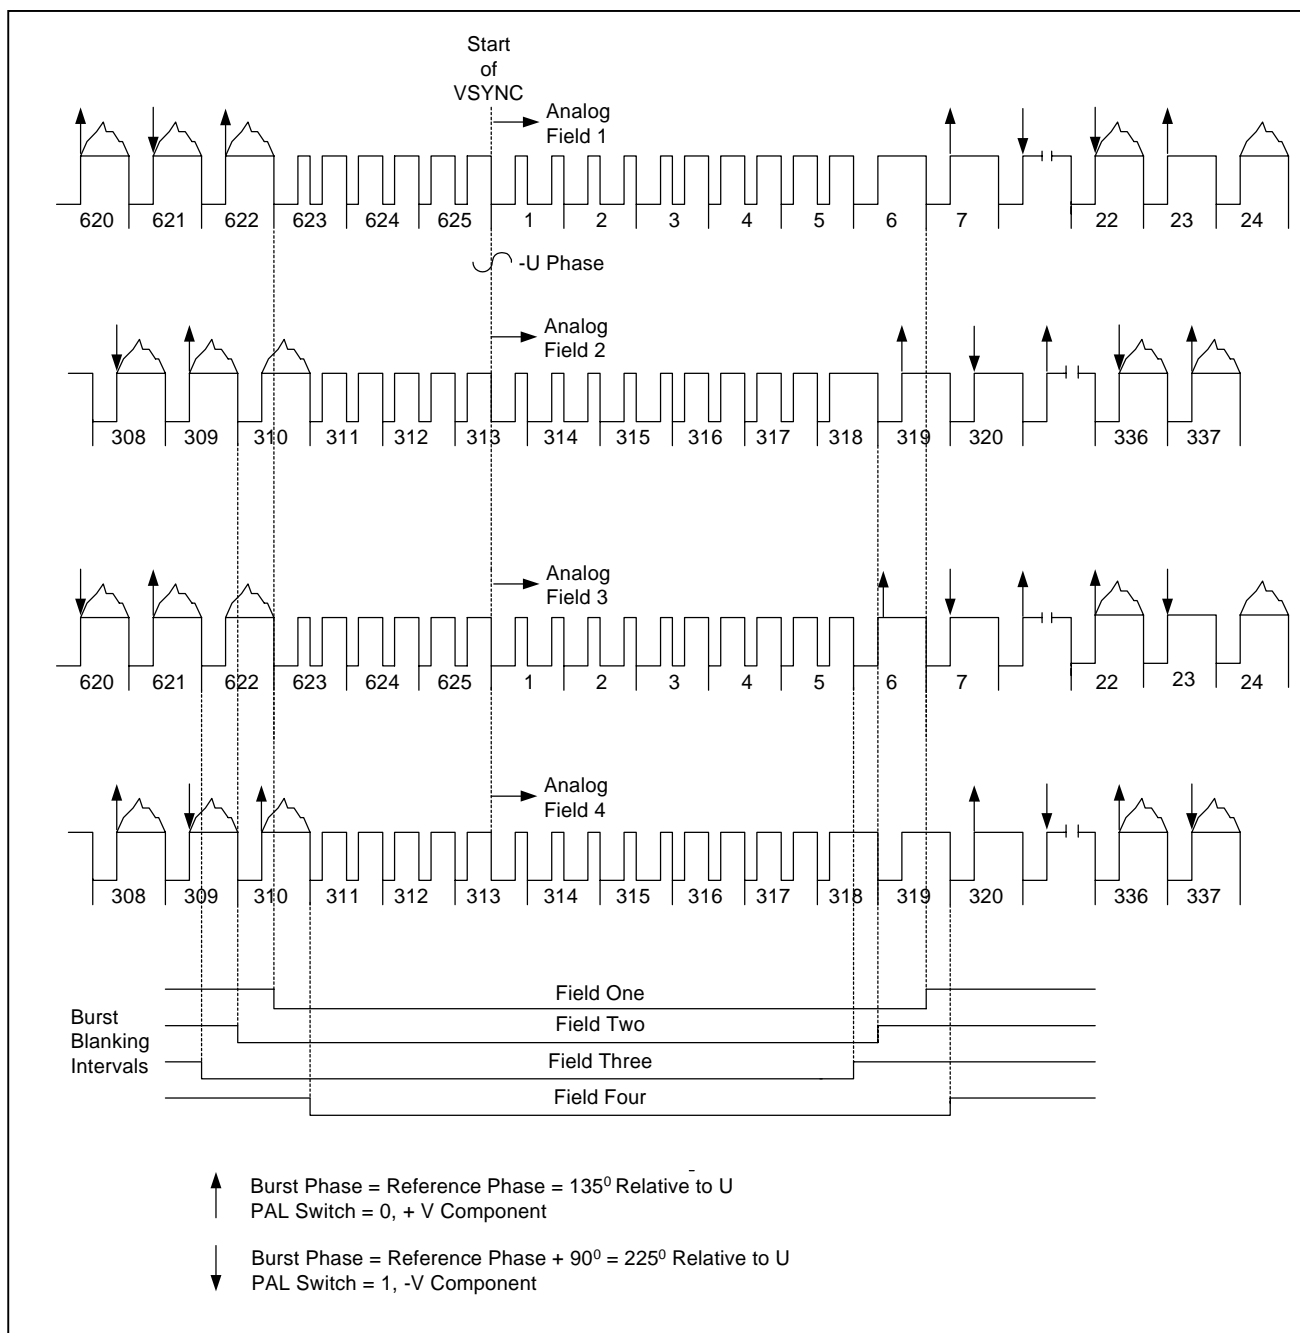 Start
of
VSYNC
Analog
Field 1
620 621 622 623 624 625 1 2 3 4 5 6 7 22 23 24
-U Phase
Analog
Field 2
308 309 310 311 312 313 314 315 316 317 318 319 320 336 337
Analog
Field 3
620 621 622 623 624 625 1 2 3 4 5 6 7 22 23 24
Analog
Field 4
308 309 310 311 312 313 314 315 316 317 318 319 320 336 337
Burst
Blanking
Intervals
Field One
Field Two
Field Three
Field Four
Burst Phase = Reference Phase = 135⁰ Relative to U
PAL Switch = 0, + V Component
Burst Phase = Reference Phase + 90⁰ = 225⁰ Relative to U
PAL Switch = 1, -V Component